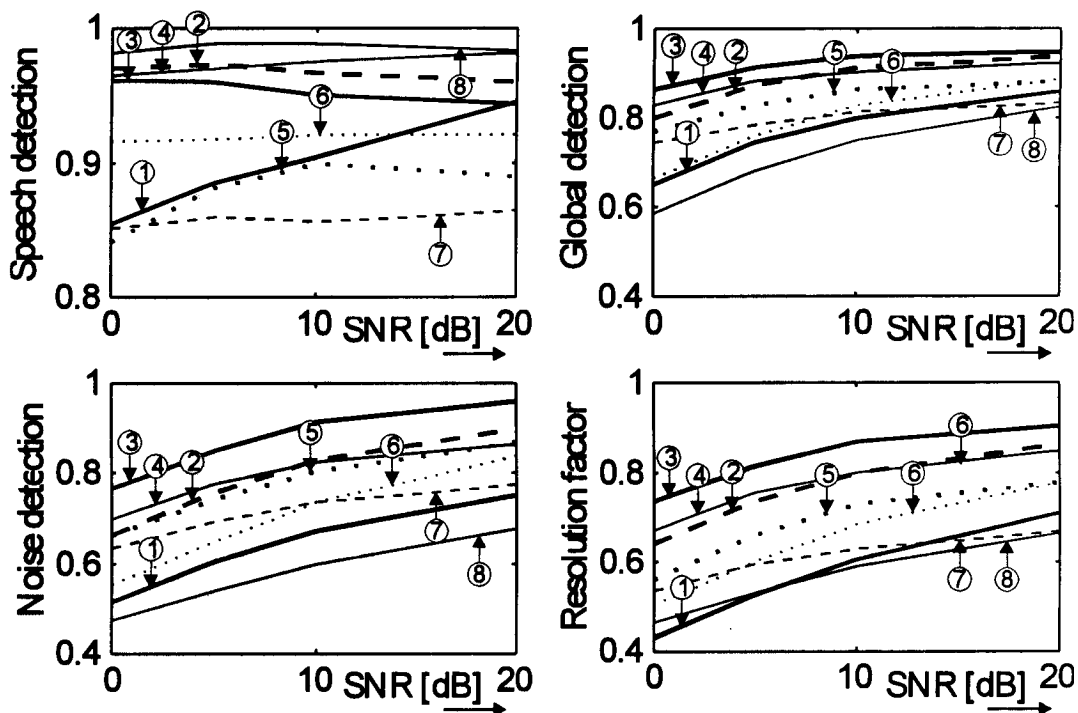 Speech detection
1
0.9
0.8
③ ④ ②
⑥
⑧
①
⑤
⑦
0 10 20
SNR [dB]
Global detection
1
0.8
0.6
0.4
③ ④ ② ⑤ ⑥
①
⑦ ⑧
0 10 20
SNR [dB]
Noise detection
1
0.8
0.6
0.4
③ ④ ② ⑤ ⑥
①
⑦
⑧
0 10 20
SNR [dB]
Resolution factor
1
0.8
0.6
0.4
⑥
③ ④ ② ⑤ ⑥
①
⑦ ⑧
0 10 20
SNR [dB]